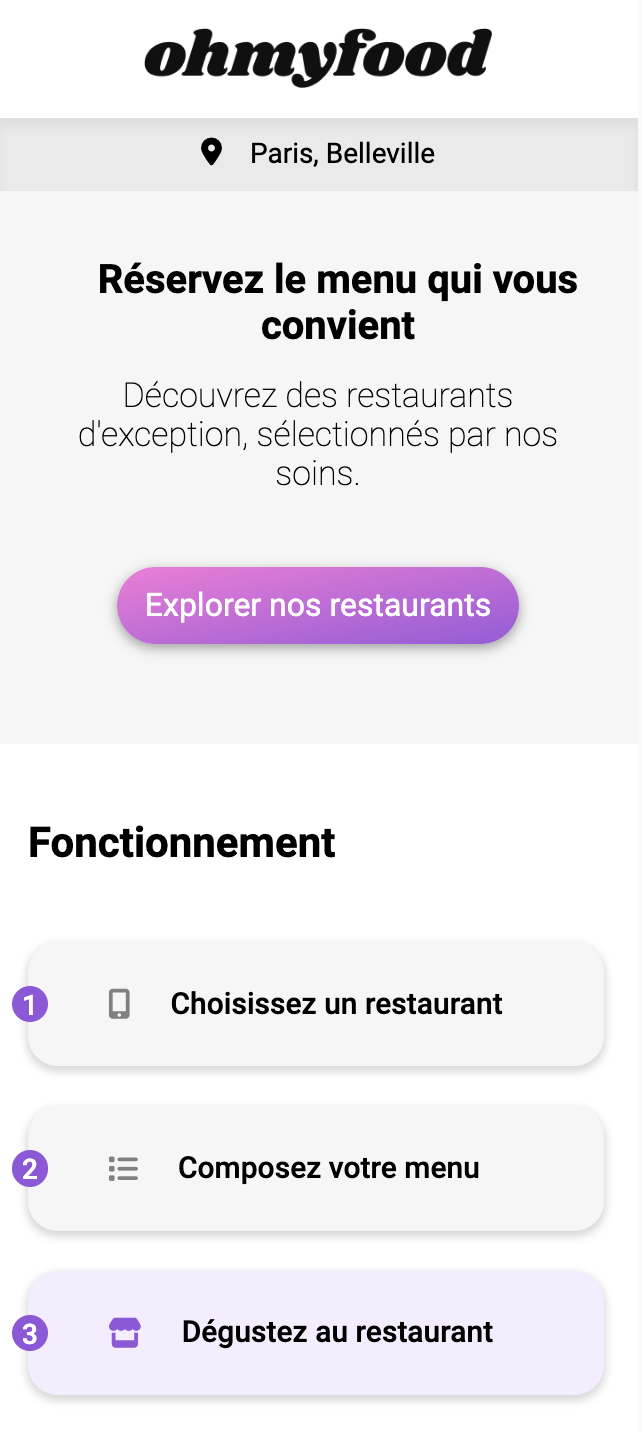 ohmyfood
Paris, Belleville
Réservez le menu qui vous
convient
Découvrez des restaurants
d'exception, sélectionnés par nos
soins.
Explorer nos restaurants
Fonctionnement
1 Choisissez un restaurant
2 Composez votre menu
3 Dégustez au restaurant